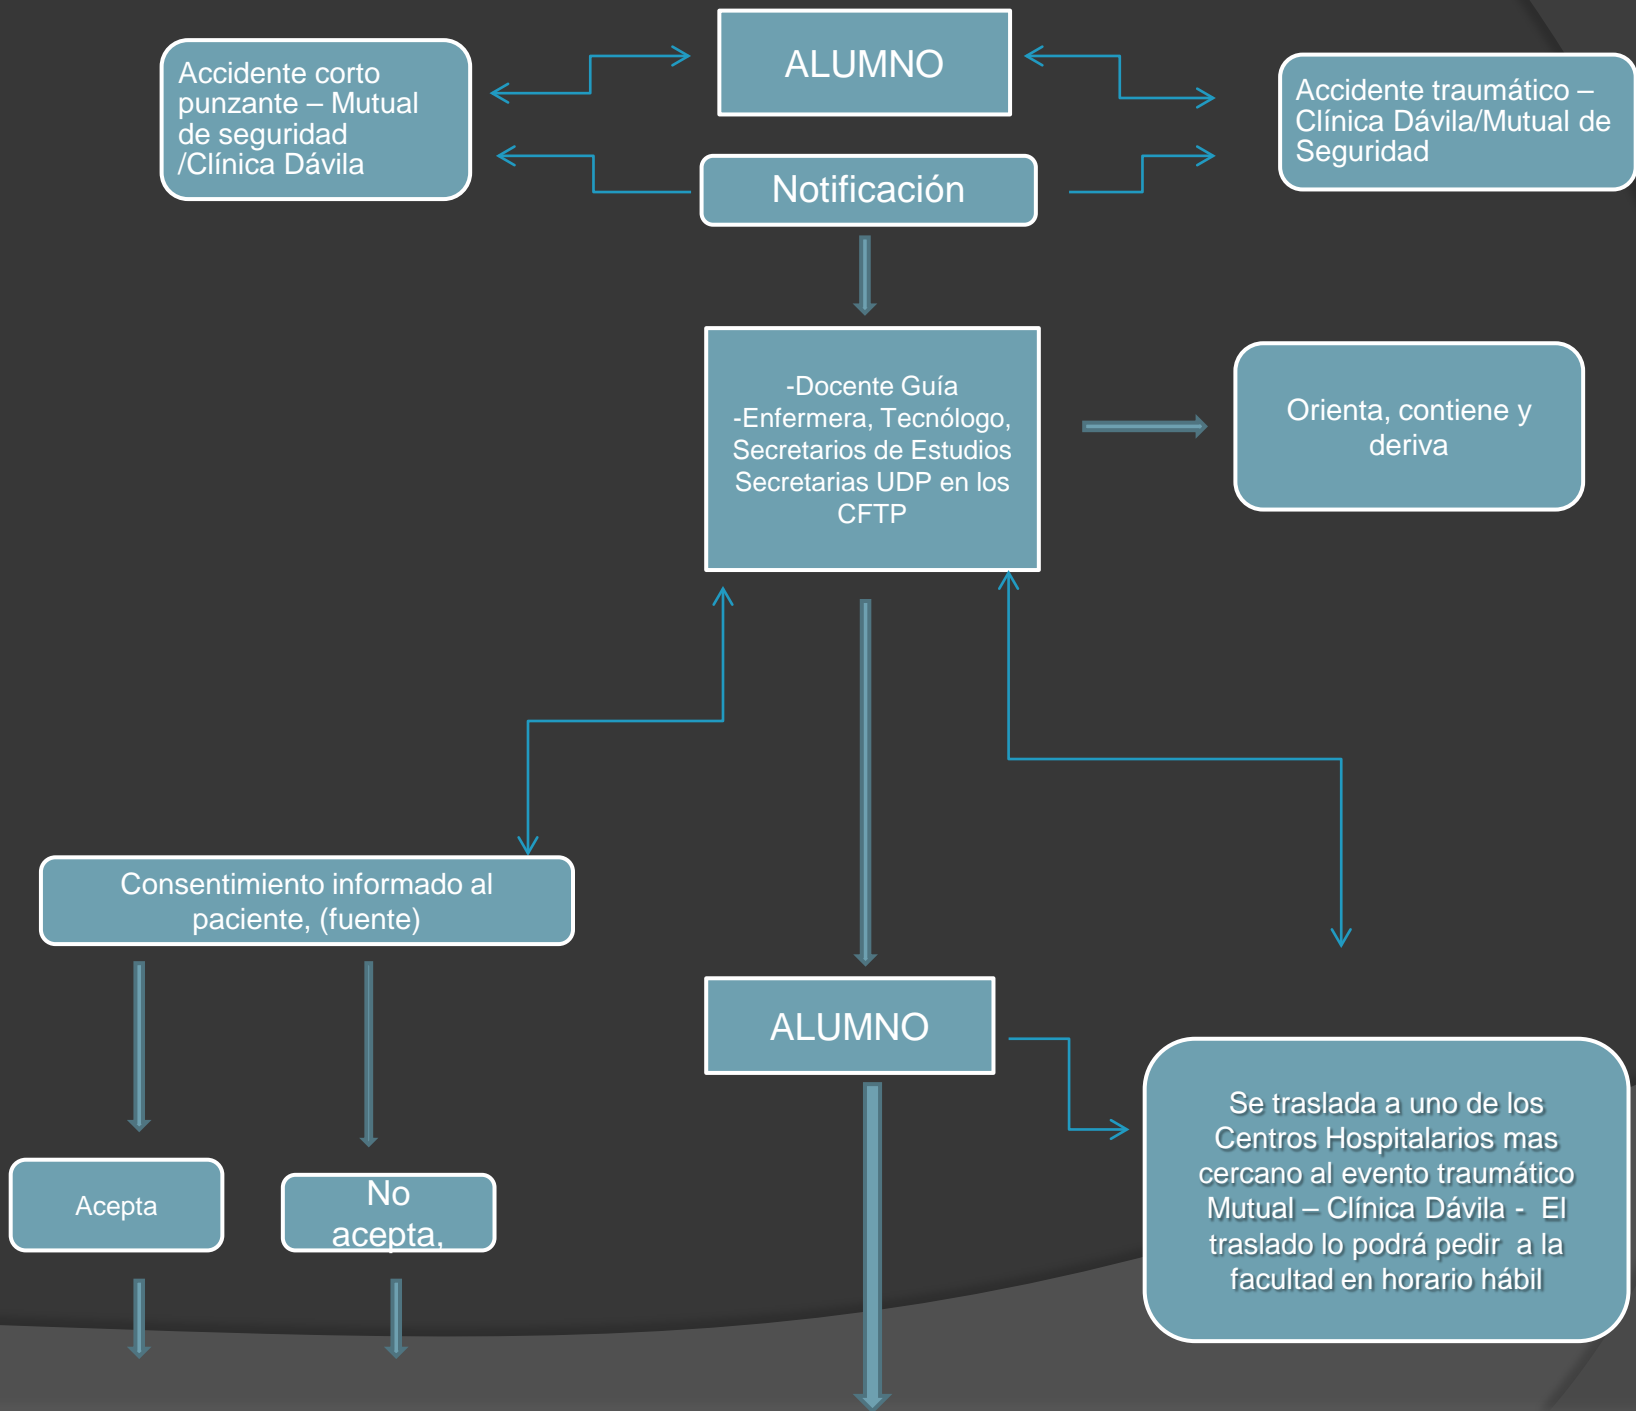 ALUMNO
Accidente corto
punzante – Mutual
de seguridad
/Clínica Dávila
Accidente traumático –
Clínica Dávila/Mutual de
Seguridad
Notificación
-Docente Guía
-Enfermera, Tecnólogo,
Secretarios de Estudios
Secretarias UDP en los
CFTP
Orienta, contiene y
deriva
Consentimiento informado al
paciente, (fuente)
ALUMNO
Se traslada a uno de los
Centros Hospitalarios mas
cercano al evento traumático
Mutual – Clínica Dávila - El
traslado lo podrá pedir a la
facultad en horario hábil
Acepta
No
acepta,